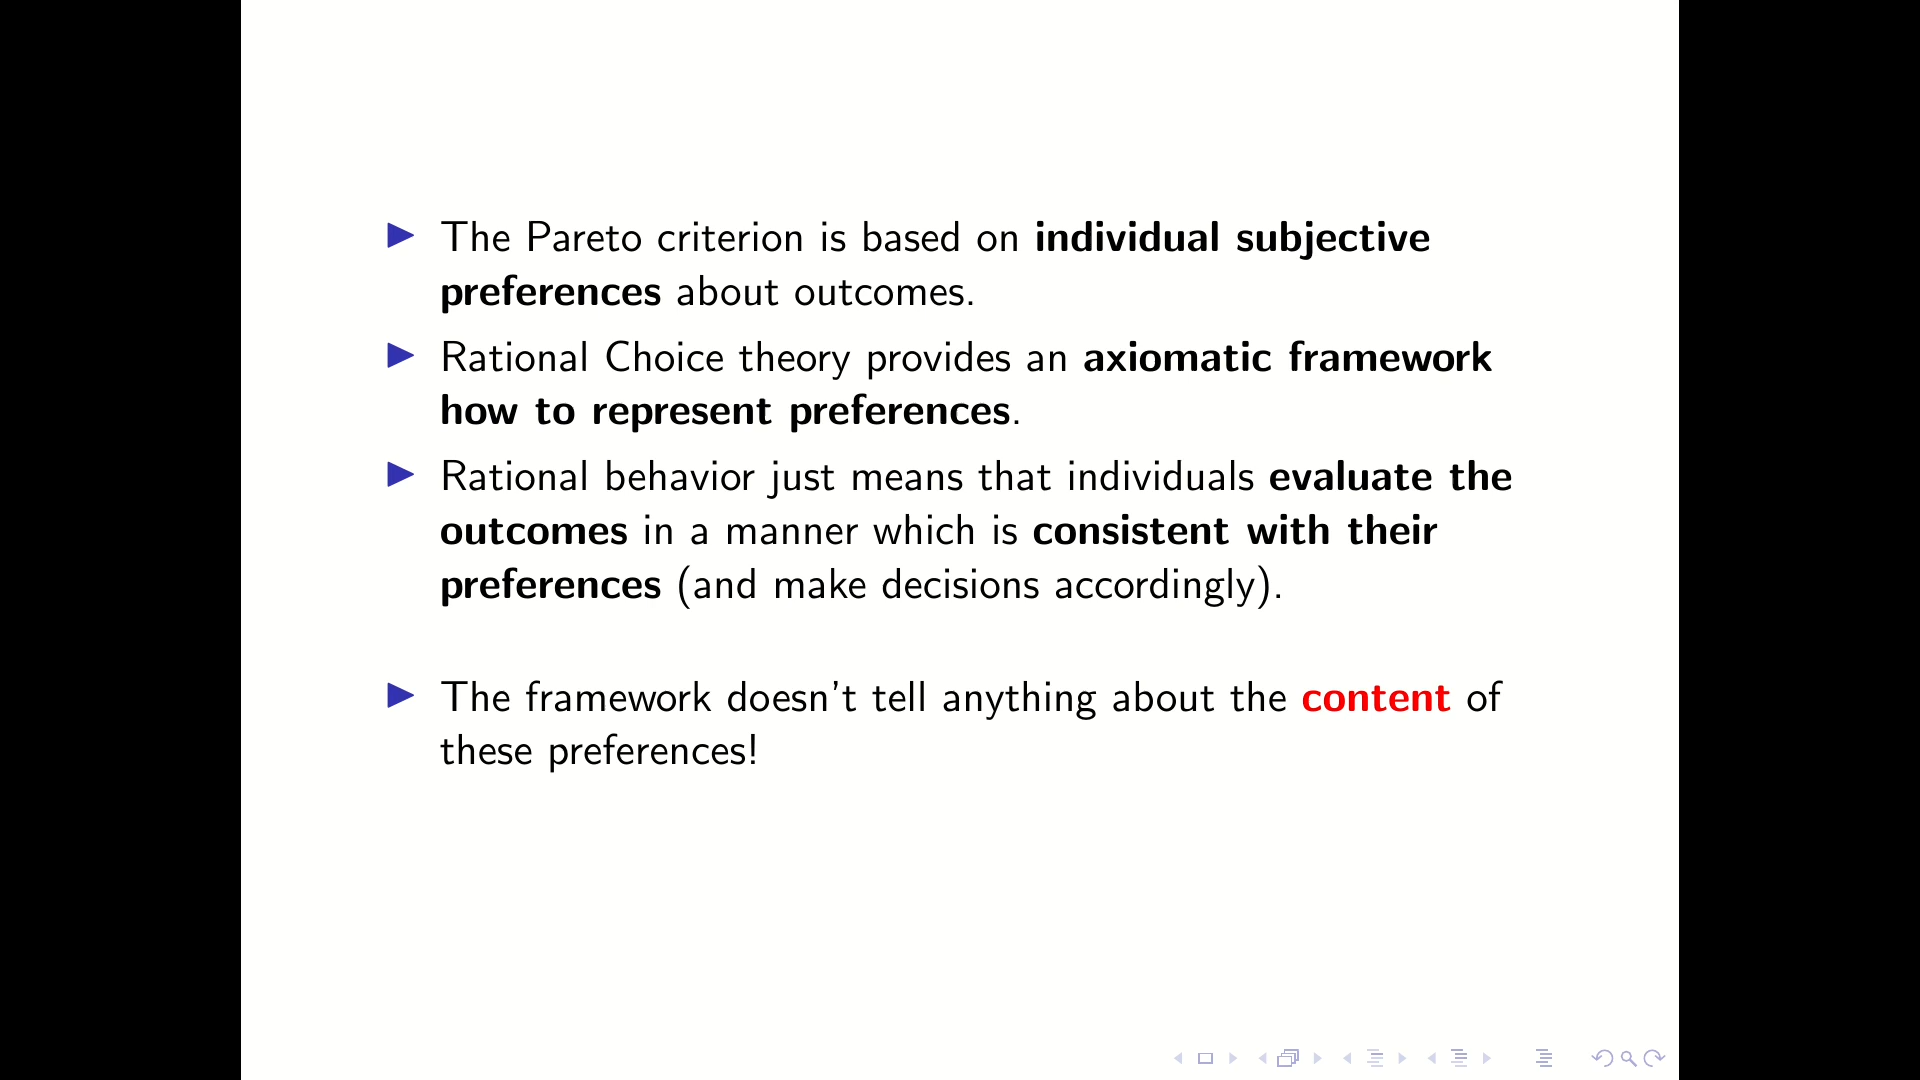 The Pareto criterion is based on individual subjective
preferences about outcomes.
Rational Choice theory provides an axiomatic framework
how to represent preferences.
Rational behavior just means that individuals evaluate the
outcomes in a manner which is consistent with their
preferences (and make decisions accordingly).
The framework doesn't tell anything about the content of
these preferences!